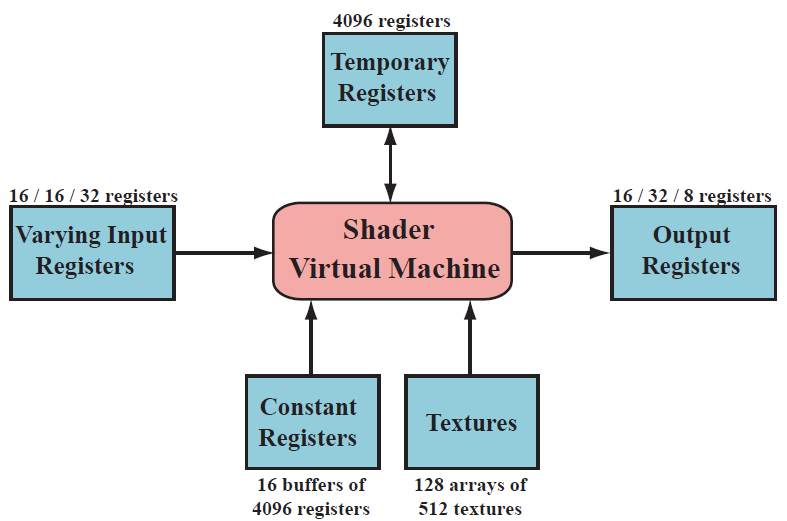 4096 registers
Temporary
Registers
16 / 16 / 32 registers
Varying Input
Registers
Shader
Virtual Machine
16 / 32 / 8 registers
Output
Registers
Constant
Registers
16 buffers of
4096 registers
Textures
128 arrays of
512 textures